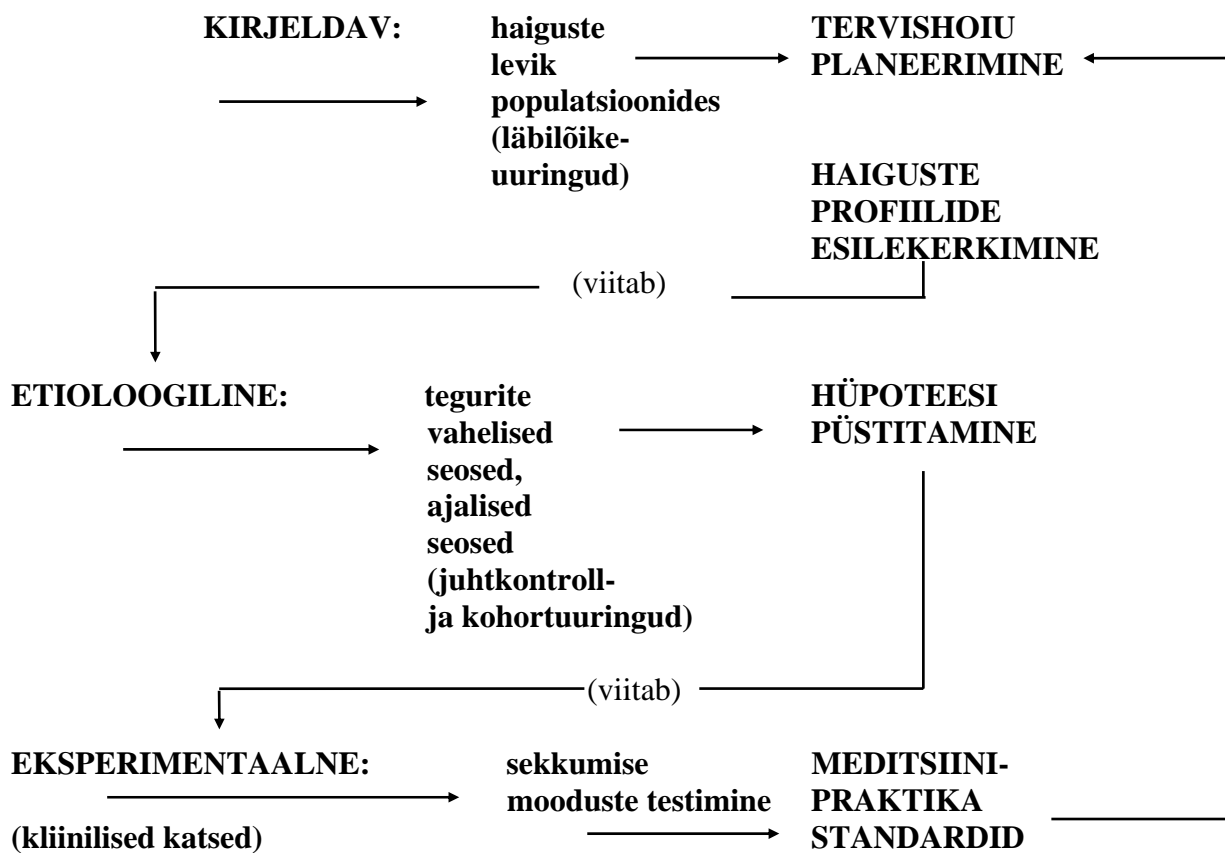 KIRJELDAV:
haiguste
levik
populatsioonides
(läbilõike-
uuringud)
TERVISHOIU
PLANEERIMINE
HAIGUSTE
PROFIILIDE
ESILEKERKIMINE
(viitab)
ETIOLOOGILINE:
tegurite
vahelised
seosed,
ajalised
seosed
(juhtkontroll-
ja kohortuuringud)
HÜPOTEESI
PÜSTITAMINE
(viitab)
EKSPERIMENTAALNE:
(kliinilised katsed)
sekkumise
mooduste testimine
MEDITSIINI-
PRAKTIKA
STANDARDID